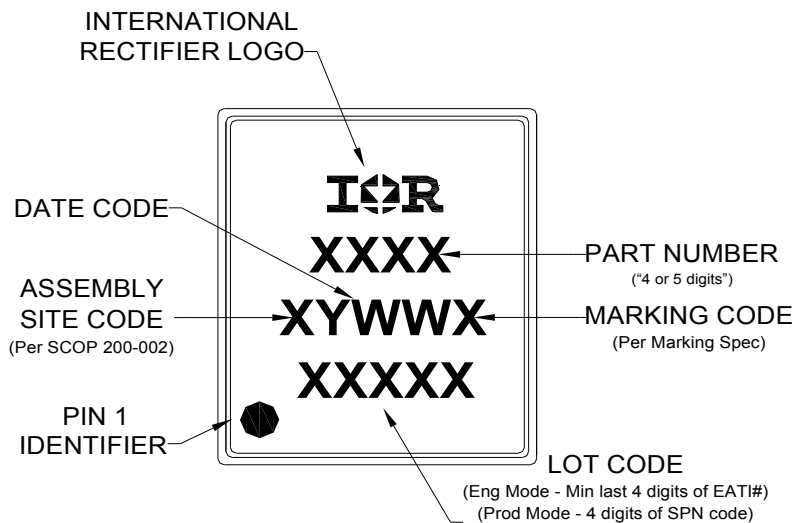 INTERNATIONAL
RECTIFIER LOGO
IOR
DATE CODE
XXXX
PART NUMBER
(“4 or 5 digits”)
ASSEMBLY
SITE CODE
(Per SCOP 200-002)
XYWWX
MARKING CODE
(Per Marking Spec)
XXXXX
PIN 1
IDENTIFIER
LOT CODE
(Eng Mode - Min last 4 digits of EATI#)
(Prod Mode - 4 digits of SPN code)